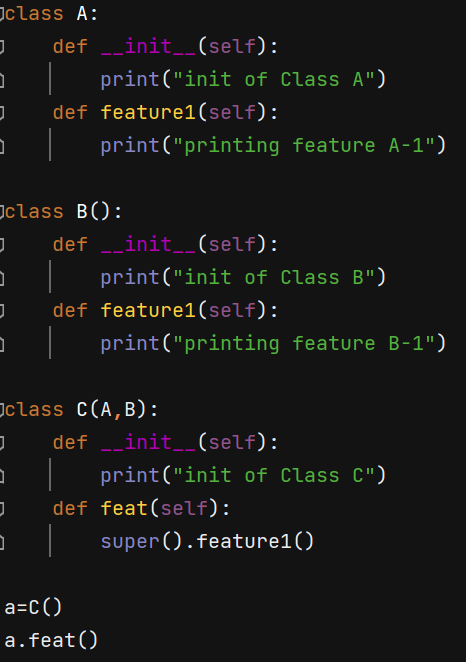 class A:
    def __init__(self):
        print("init of Class A")
    def feature1(self):
        print("printing feature A-1")

class B():
    def __init__(self):
        print("init of Class B")
    def feature1(self):
        print("printing feature B-1")

class C(A,B):
    def __init__(self):
        print("init of Class C")
    def feat(self):
        super().feature1()

a=C()
a.feat()